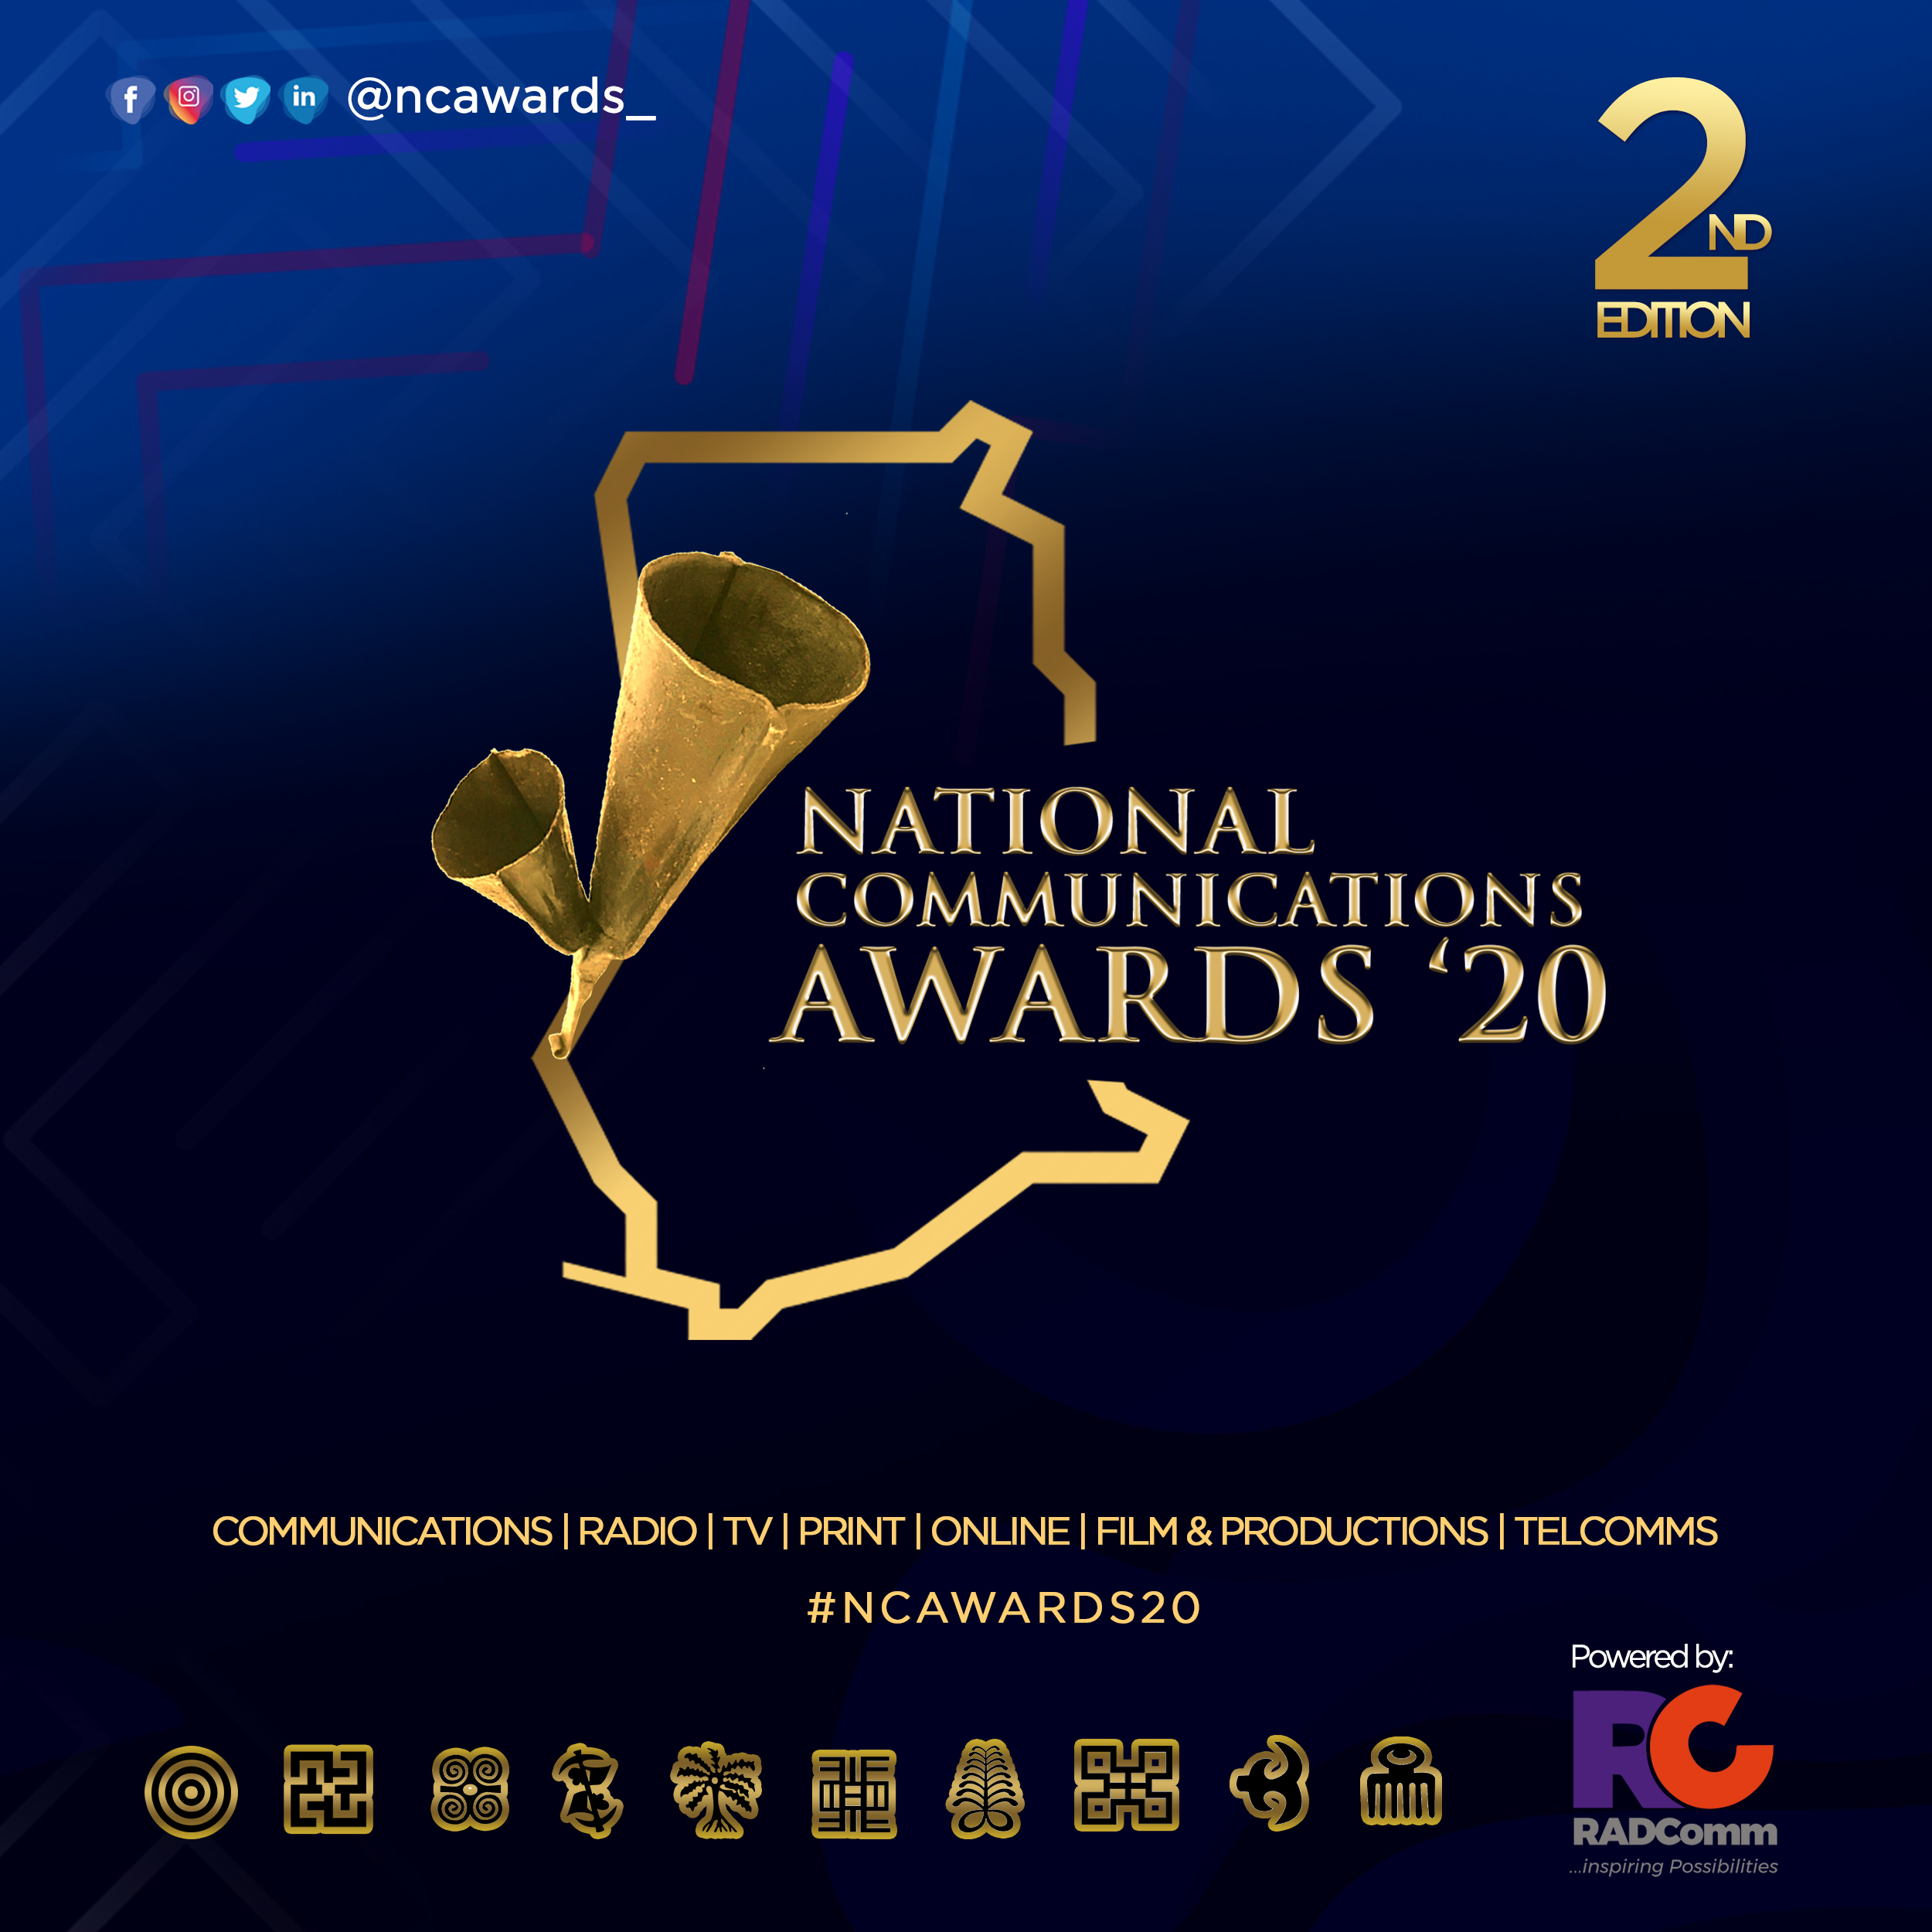 @ncawards_
2ND
EDITION
NATIONAL
COMMUNICATIONS
AWARDS ‘20
COMMUNICATIONS | RADIO | TV | PRINT | ONLINE | FILM & PRODUCTIONS | TELCOMMS
#NCAWARDS20
Powered by:
RC
RADComm
...inspiring Possibilities